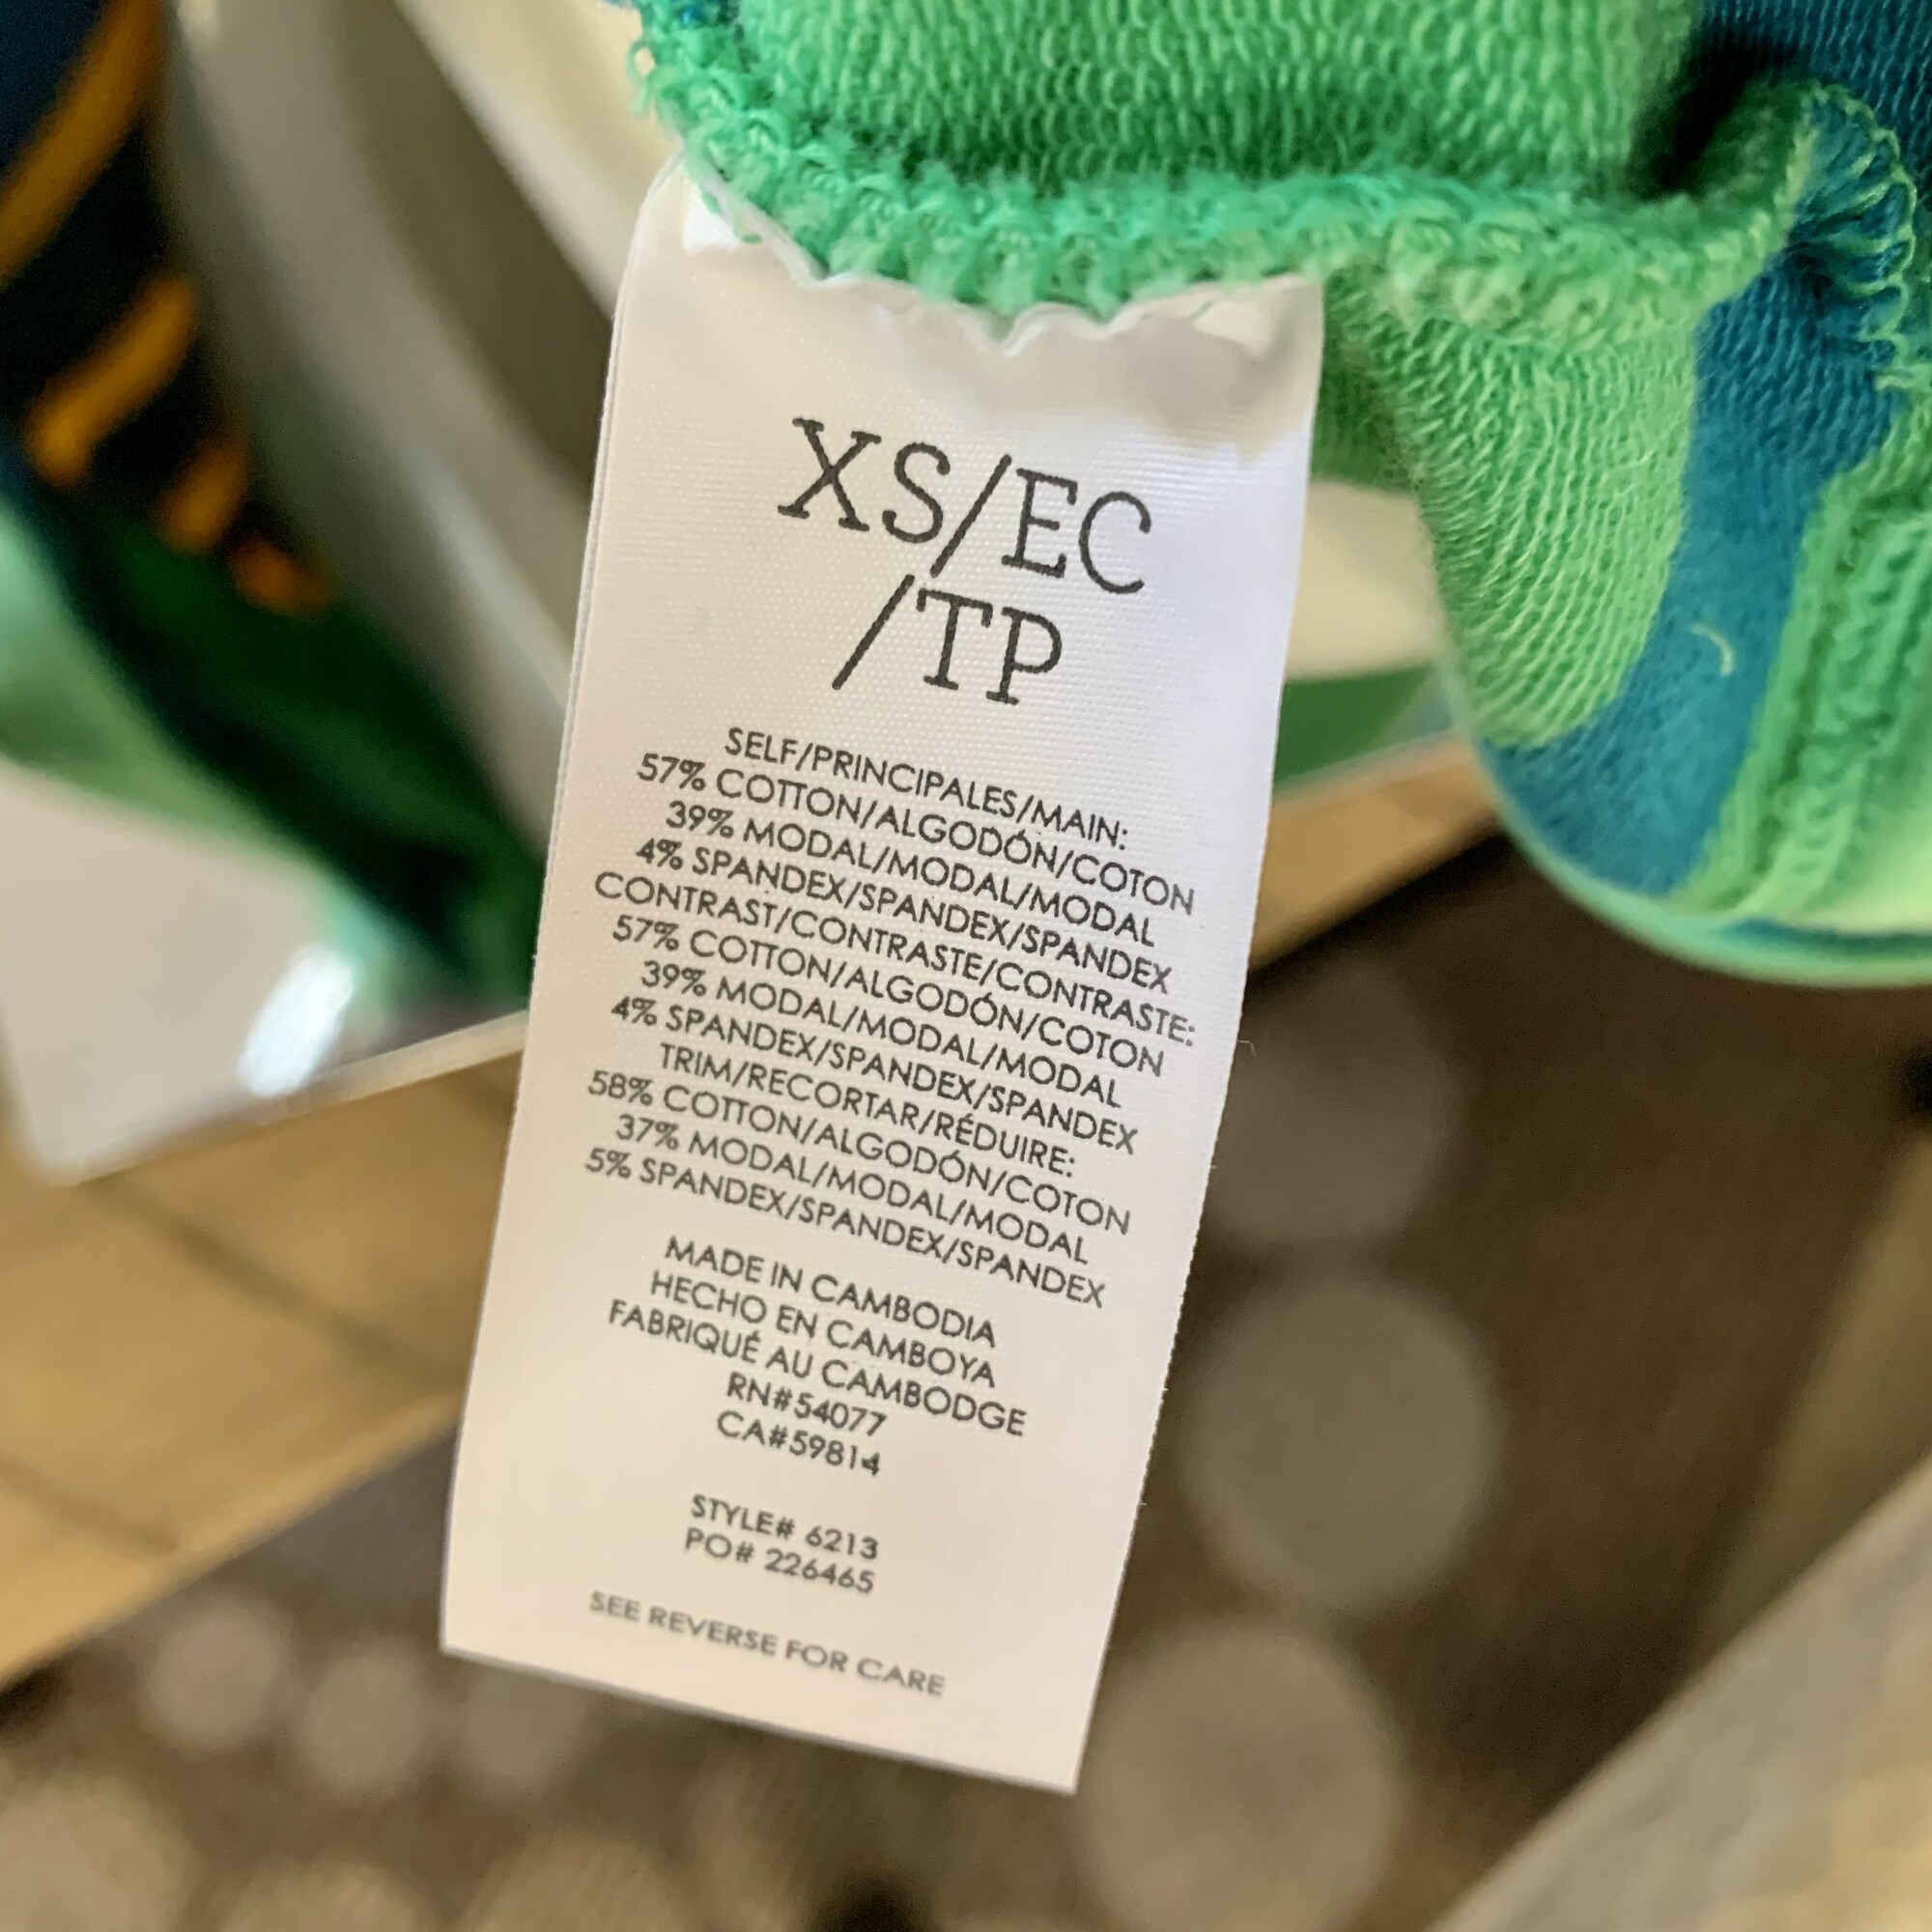 XS/EC
/TP
SELF/PRINCIPALES/MAIN:
57% COTTON/ALGODÓN/COTON
39% MODAL/MODAL/MODAL
4% SPANDEX/SPANDEX/SPANDEX
CONTRAST/CONTRASTE/CONTRASTE:
57% COTTON/ALGODÓN/COTON
39% MODAL/MODAL/MODAL
4% SPANDEX/SPANDEX/SPANDEX
TRIM/RECORTAR/RÉDUIRE:
58% COTTON/ALGODÓN/COTON
37% MODAL/MODAL/MODAL
5% SPANDEX/SPANDEX/SPANDEX
MADE IN CAMBODIA
HECHO EN CAMBOYA
FABRIQUÉ AU CAMBODGE
RN#54077
CA#59814
STYLE# 6213
PO# 226465
SEE REVERSE FOR CARE